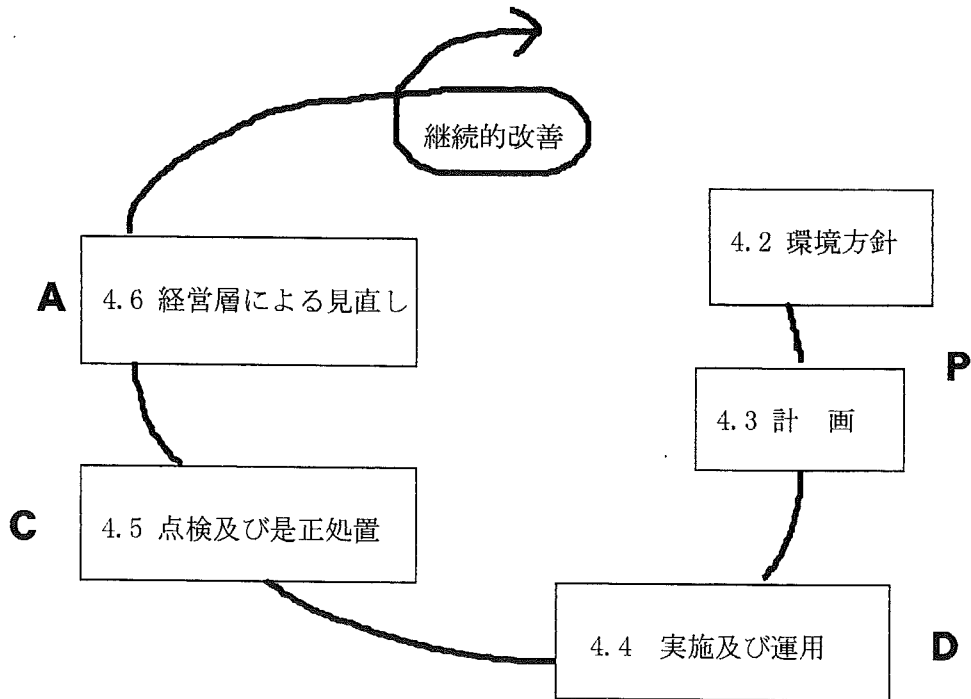 継続的改善
4.2 環境方針
A
4.6 経営層による見直し
P
4.3 計　画
C
4.5 点検及び是正処置
4.4　実施及び運用
D